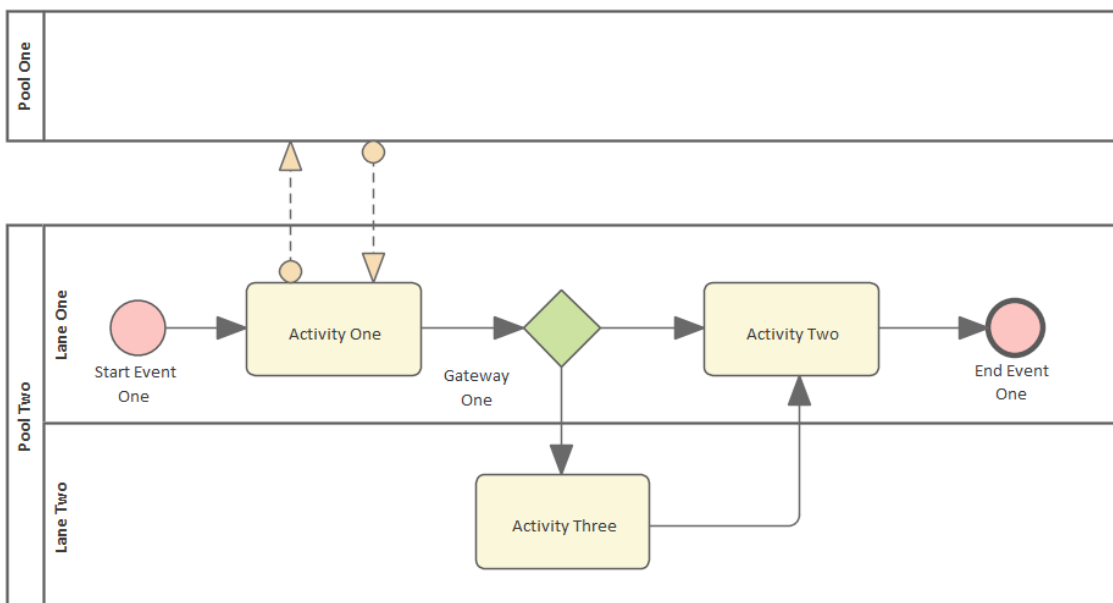 Pool One
Pool Two
Lane One
Start Event
One
Activity One
Gateway
One
Activity Two
End Event
One
Lane Two
Activity Three